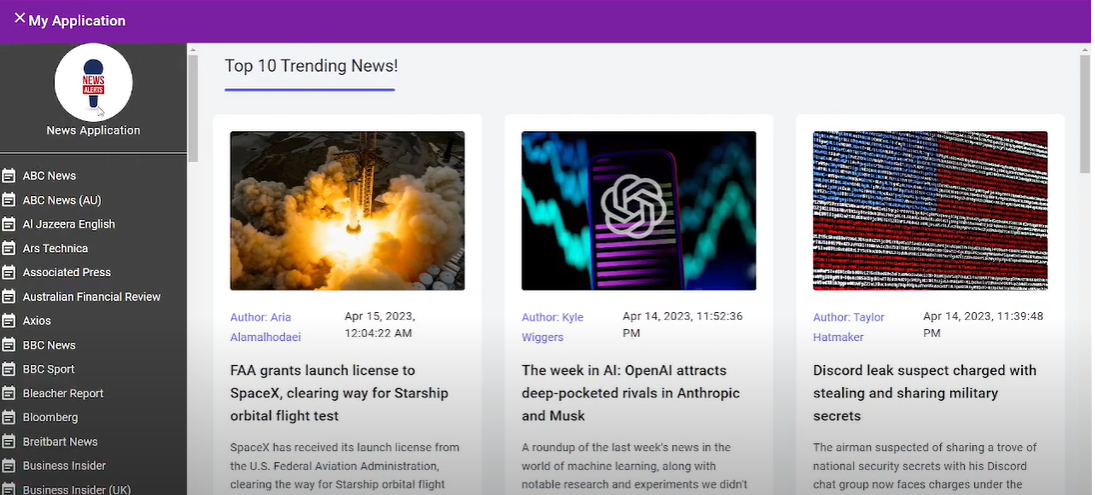 My Application
NEWS
ALERTS
News Application
ABC News
ABC News (AU)
Al Jazeera English
Ars Technica
Associated Press
Australian Financial Review
Axios
BBC News
BBC Sport
Bleacher Report
Bloomberg
Breitbart News
Business Insider
Business Insider (UK)
Top 10 Trending News!
Author: Aria
Alamalhodaei
Apr 15, 2023,
12:04:22 AM
FAA grants launch license to
SpaceX, clearing way for Starship
orbital flight test
SpaceX has received its launch license from
the U.S. Federal Aviation Administration,
clearing the way for Starship orbital flight
Author: Kyle
Wiggers
Apr 14, 2023, 11:52:36
PM
The week in AI: OpenAI attracts
deep-pocketed rivals in Anthropic
and Musk
A roundup of the last week's news in the
world of machine learning, along with
notable research and experiments we didn't
Author: Taylor
Hatmaker
Apr 14, 2023, 11:39:48
PM
Discord leak suspect charged with
stealing and sharing military
secrets
The airman suspected of sharing a trove of
national security secrets with his Discord
chat group now faces charges under the